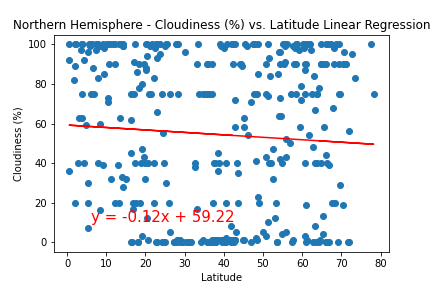 Northern Hemisphere - Cloudiness (%) vs. Latitude Linear Regression
100
80
60
40
20
0
Cloudiness (%)
y = -0.12x + 59.22
0 10 20 30 40 50 60 70 80
Latitude